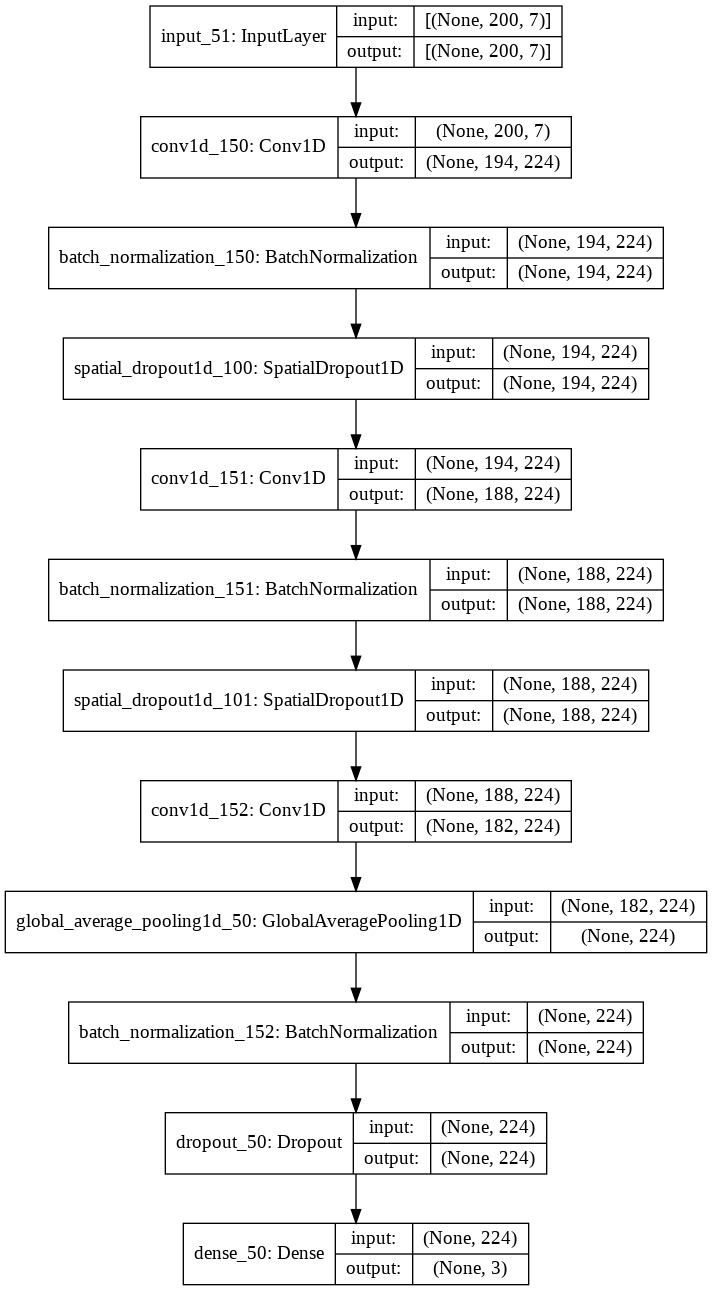 input_51: InputLayer
input: [(None, 200, 7)]
output: [(None, 200, 7)]
conv1d_150: Conv1D
input: (None, 200, 7)
output: (None, 194, 224)
batch_normalization_150: BatchNormalization
input: (None, 194, 224)
output: (None, 194, 224)
spatial_dropout1d_100: SpatialDropout1D
input: (None, 194, 224)
output: (None, 194, 224)
conv1d_151: Conv1D
input: (None, 194, 224)
output: (None, 188, 224)
batch_normalization_151: BatchNormalization
input: (None, 188, 224)
output: (None, 188, 224)
spatial_dropout1d_101: SpatialDropout1D
input: (None, 188, 224)
output: (None, 188, 224)
conv1d_152: Conv1D
input: (None, 188, 224)
output: (None, 182, 224)
global_average_pooling1d_50: GlobalAveragePooling1D
input: (None, 182, 224)
output: (None, 224)
batch_normalization_152: BatchNormalization
input: (None, 224)
output: (None, 224)
dropout_50: Dropout
input: (None, 224)
output: (None, 224)
dense_50: Dense
input: (None, 224)
output: (None, 3)